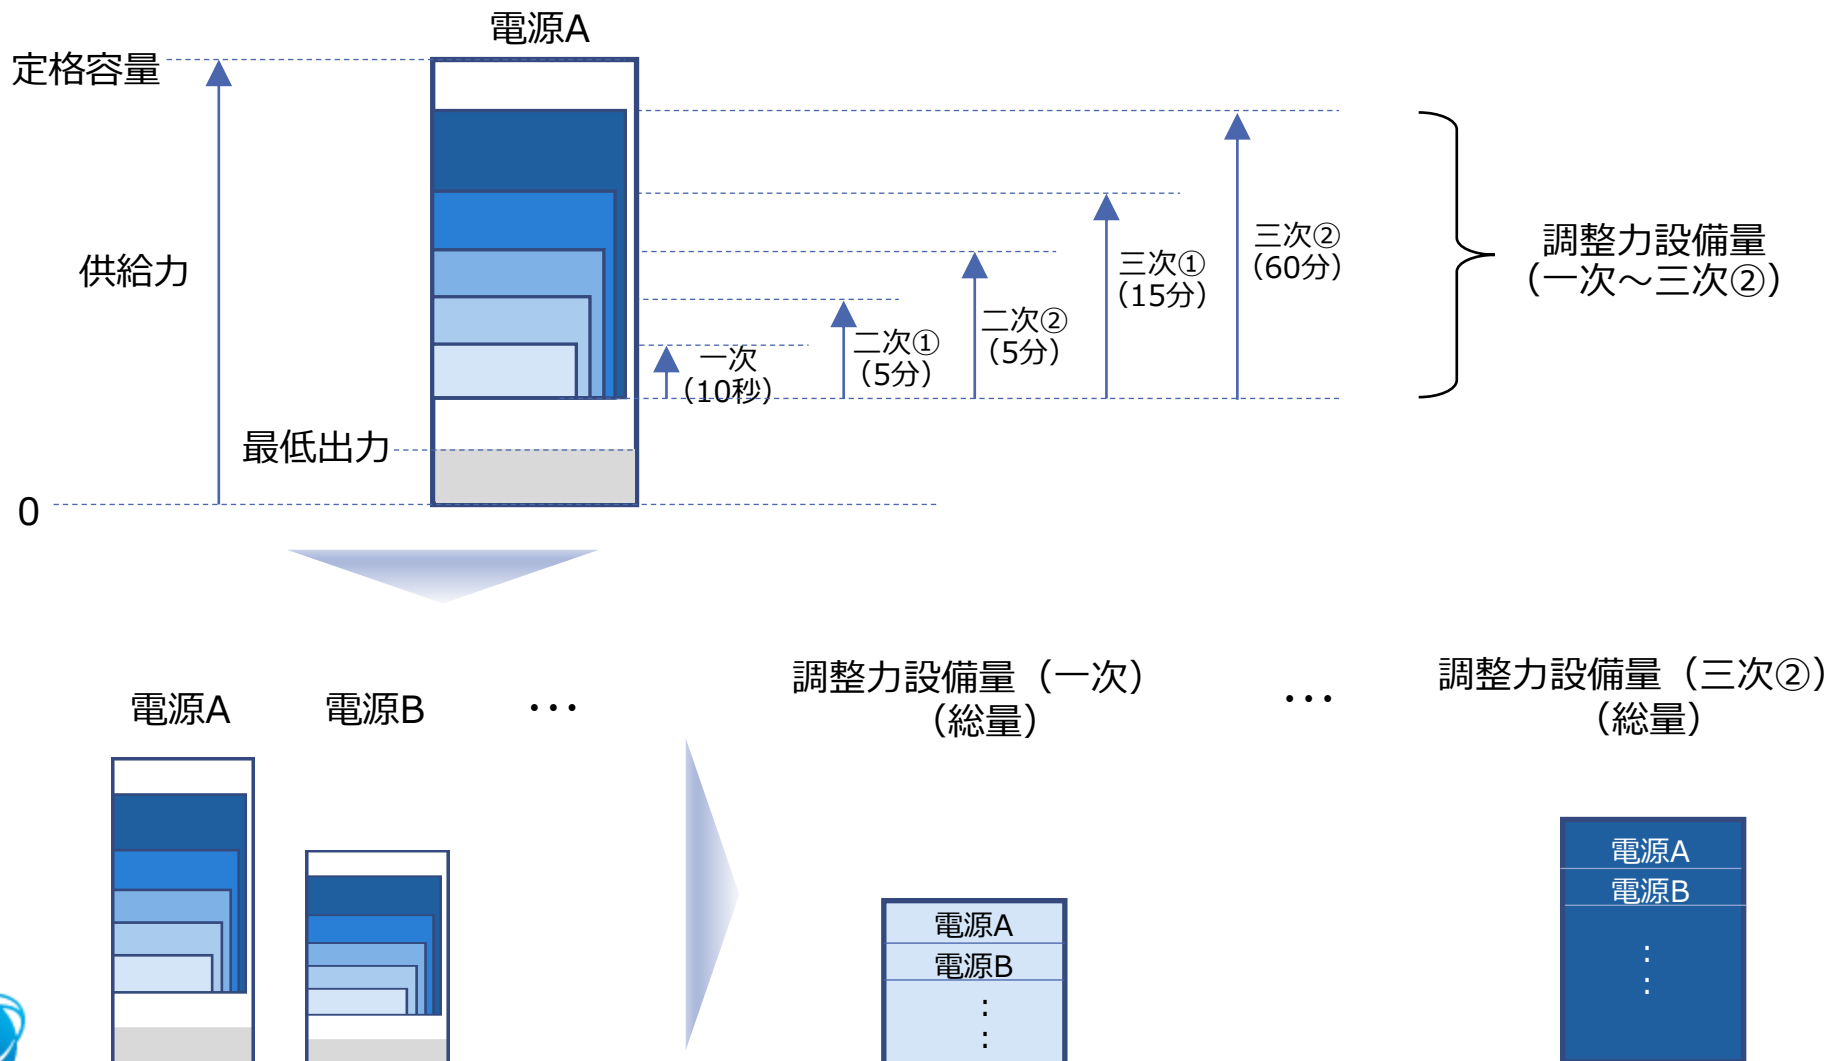 電源A
定格容量
供給力
最低出力
0
一次
（10秒）
二次①
（5分）
二次②
（5分）
三次①
（15分）
三次②
（60分）
調整力設備量
（一次～三次②）
電源A
電源B
・・・
調整力設備量（一次）
（総量）
・・・
調整力設備量（三次②）
（総量）
電源A
電源B
：
：
電源A
電源B
：
：